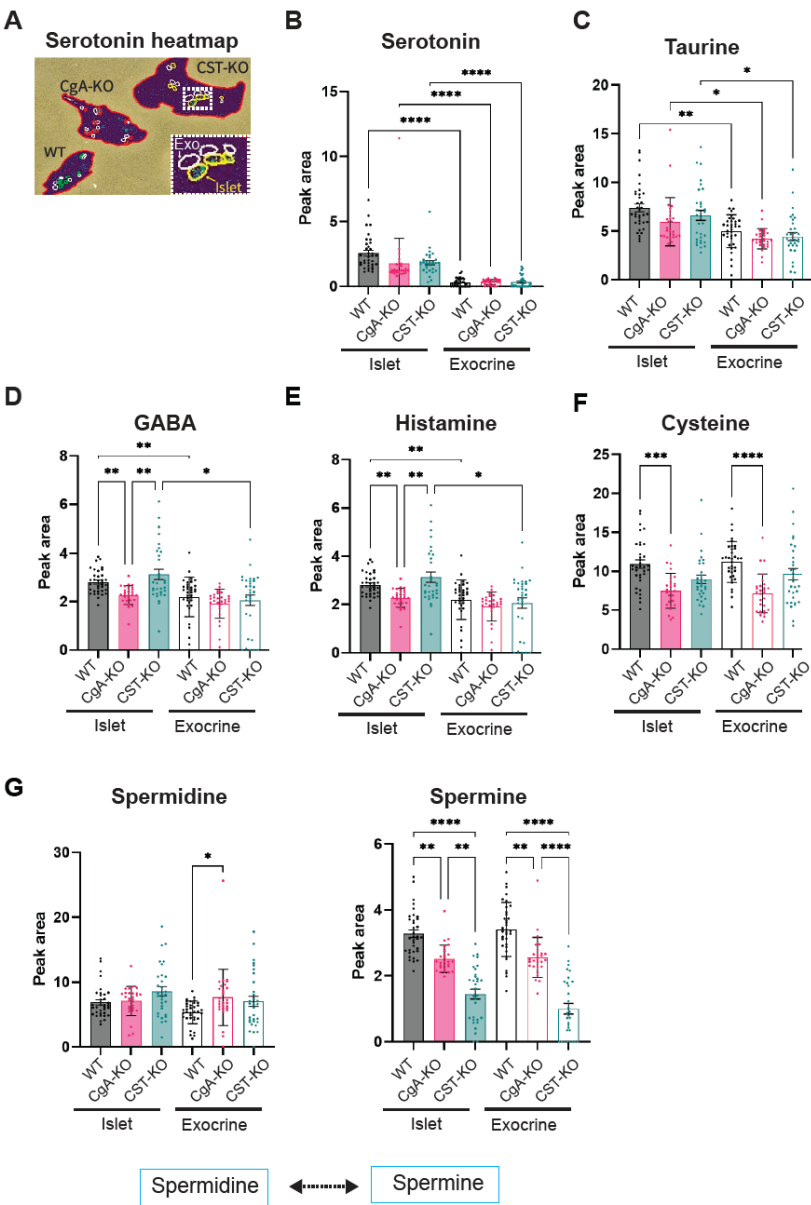 A
Serotonin heatmap
CgA-KO
CST-KO
WT
Exo
Islet
B
Serotonin
****
****
****
Peak area
15
10
5
0
WT
CgA-KO
CST-KO
WT
CgA-KO
CST-KO
Islet
Exocrine
C
Taurine
*
*
**
Peak area
20
15
10
5
0
WT
CgA-KO
CST-KO
WT
CgA-KO
CST-KO
Islet
Exocrine
D
GABA
**
** **
*
Peak area
8
6
4
2
0
WT
CgA-KO
CST-KO
WT
CgA-KO
CST-KO
Islet
Exocrine
E
Histamine
**
** **
*
Peak area
8
6
4
2
0
WT
CgA-KO
CST-KO
WT
CgA-KO
CST-KO
Islet
Exocrine
F
Cysteine
*** ****
Peak area
25
20
15
10
5
0
WT
CgA-KO
CST-KO
WT
CgA-KO
CST-KO
Islet
Exocrine
G
Spermidine
*
Peak area
30
20
10
0
WT
CgA-KO
CST-KO
WT
CgA-KO
CST-KO
Islet
Exocrine
Spermine
**** ****
** ** ** ****
Peak area
6
4
2
0
WT
CgA-KO
CST-KO
WT
CgA-KO
CST-KO
Islet
Exocrine
Spermidine
Spermine